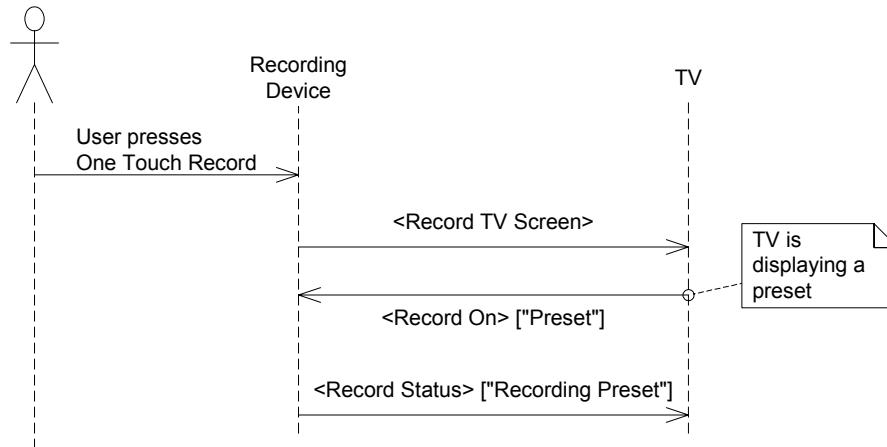 Recording
Device
TV
User presses
One Touch Record
<Record TV Screen>
TV is
displaying a
preset
<Record On> ["Preset"]
<Record Status> ["Recording Preset"]